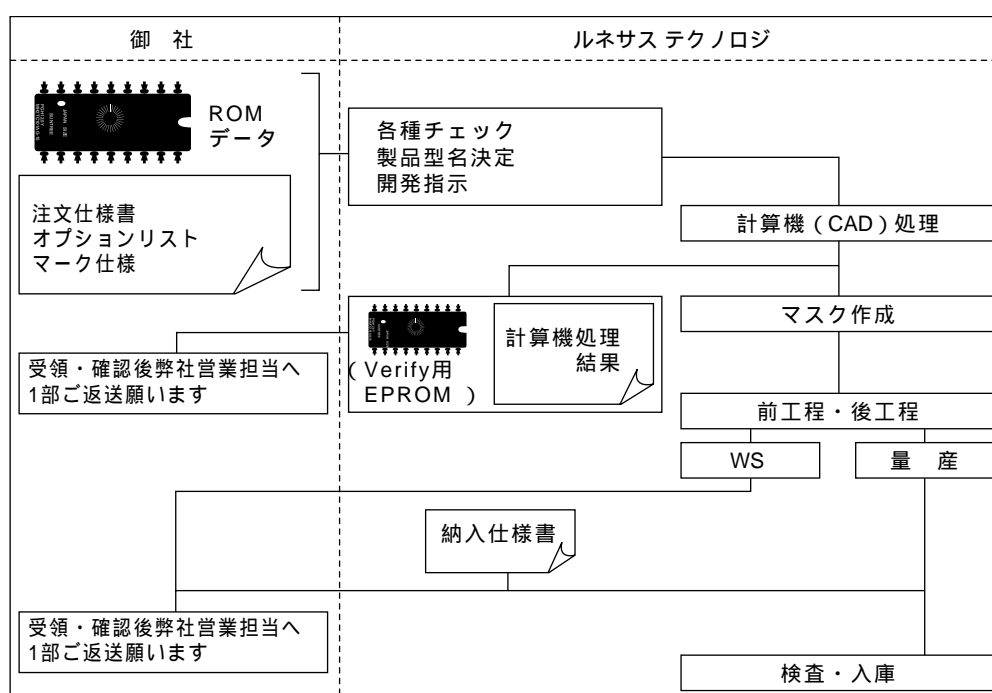 御 社
ルネサス テクノロジ
ROM
データ
注文仕様書
オプションリスト
マーク仕様
各種チェック
製品型名決定
開発指示
計算機(CAD)処理
マスク作成
計算機処理
結果
(Verify用
EPROM )
受領・確認後弊社営業担当へ
1部ご返送願います
前工程・後工程
WS
量 産
納入仕様書
受領・確認後弊社営業担当へ
1部ご返送願います
検査・入庫